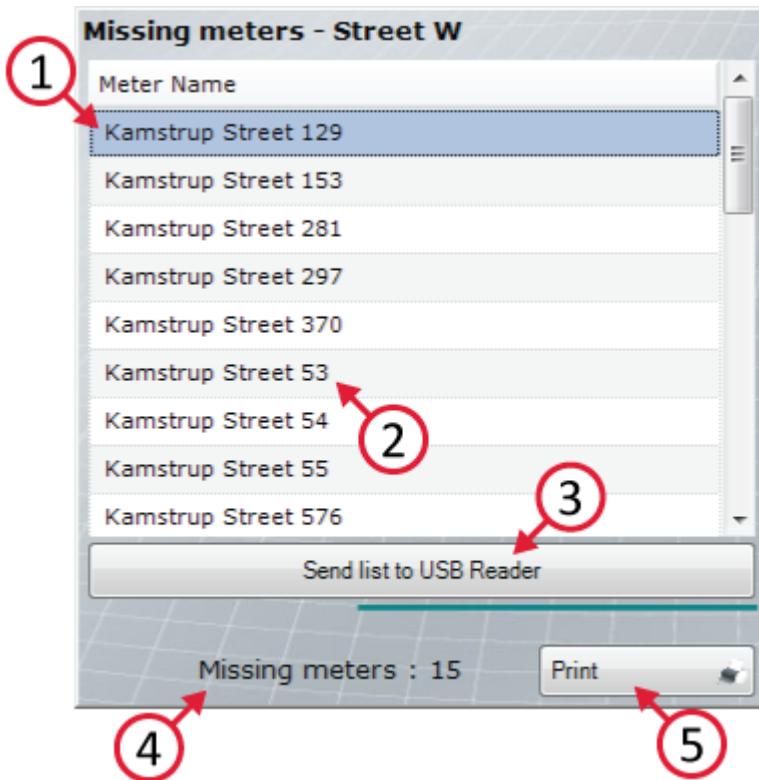 Missing meters - Street W
1
Meter Name
Kamstrup Street 129
Kamstrup Street 153
Kamstrup Street 281
Kamstrup Street 297
Kamstrup Street 370
Kamstrup Street 53
2
Kamstrup Street 54
Kamstrup Street 55
3
Kamstrup Street 576
Send list to USB Reader
Missing meters : 15
Print
4
5